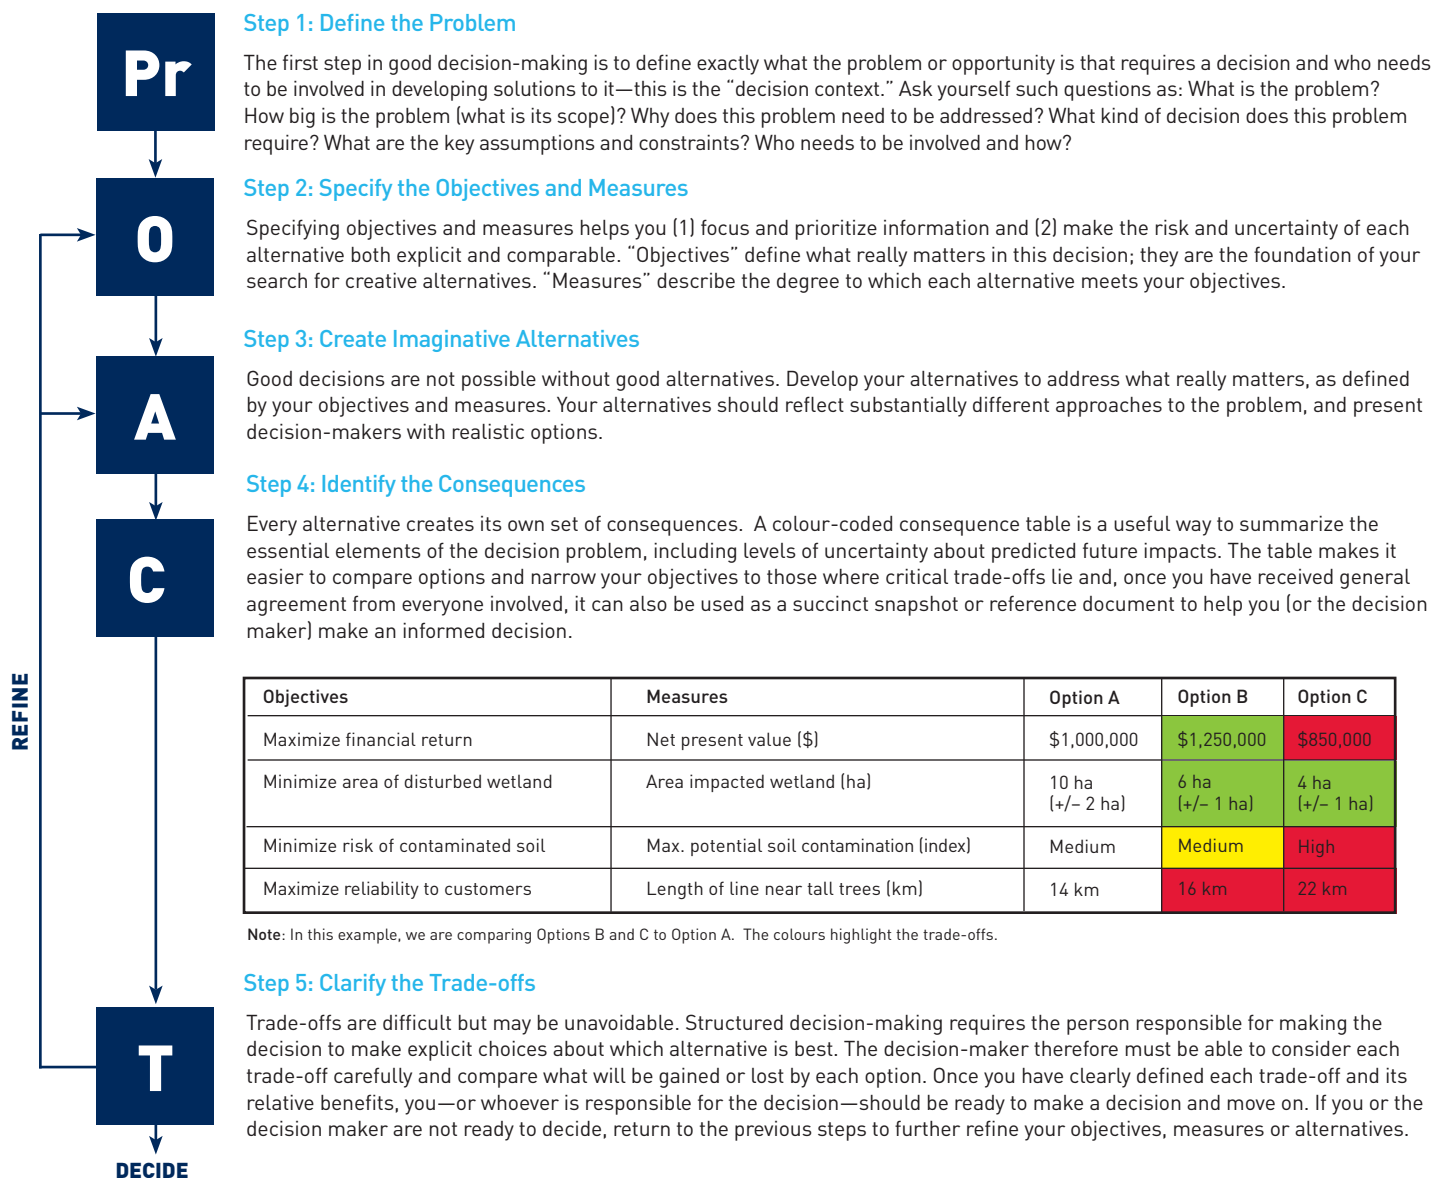 Pr
Step 1: Define the Problem
The first step in good decision-making is to define exactly what the problem or opportunity is that requires a decision and who needs
to be involved in developing solutions to it—this is the “decision context.” Ask yourself such questions as: What is the problem?
How big is the problem (what is its scope)? Why does this problem need to be addressed? What kind of decision does this problem
require? What are the key assumptions and constraints? Who needs to be involved and how?
O
Step 2: Specify the Objectives and Measures
Specifying objectives and measures helps you (1) focus and prioritize information and (2) make the risk and uncertainty of each
alternative both explicit and comparable. “Objectives” define what really matters in this decision; they are the foundation of your
search for creative alternatives. “Measures” describe the degree to which each alternative meets your objectives.
A
Step 3: Create Imaginative Alternatives
Good decisions are not possible without good alternatives. Develop your alternatives to address what really matters, as defined
by your objectives and measures. Your alternatives should reflect substantially different approaches to the problem, and present
decision-makers with realistic options.
C
Step 4: Identify the Consequences
Every alternative creates its own set of consequences. A colour-coded consequence table is a useful way to summarize the
essential elements of the decision problem, including levels of uncertainty about predicted future impacts. The table makes it
easier to compare options and narrow your objectives to those where critical trade-offs lie and, once you have received general
agreement from everyone involved, it can also be used as a succinct snapshot or reference document to help you (or the decision
maker) make an informed decision.
REFINE
Objectives Measures Option A Option B Option C
Maximize financial return Net present value ($) $1,000,000 $1,250,000 $850,000
Minimize area of disturbed wetland Area impacted wetland (ha) 10 ha 6 ha 4 ha
(+/– 2 ha) (+/– 1 ha) (+/– 1 ha)
Minimize risk of contaminated soil Max. potential soil contamination (index) Medium Medium High
Maximize reliability to customers Length of line near tall trees (km) 14 km 16 km 22 km
Note: In this example, we are comparing Options B and C to Option A. The colours highlight the trade-offs.
T
Step 5: Clarify the Trade-offs
Trade-offs are difficult but may be unavoidable. Structured decision-making requires the person responsible for making the
decision to make explicit choices about which alternative is best. The decision-maker therefore must be able to consider each
trade-off carefully and compare what will be gained or lost by each option. Once you have clearly defined each trade-off and its
relative benefits, you—or whoever is responsible for the decision—should be ready to make a decision and move on. If you or the
decision maker are not ready to decide, return to the previous steps to further refine your objectives, measures or alternatives.
DECIDE